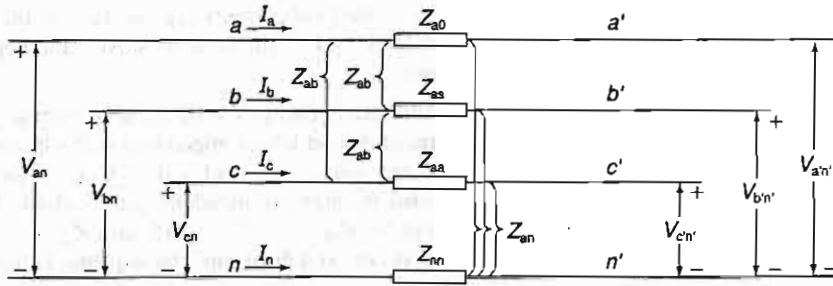 a I_a Z_a0 a'
+ Z_ab Z_ab +
b I_b Z_as b'
+ Z_ab +
V_an V_bn c I_c Z_aa c' V_b'n' V_a'n'
+ V_cn Z_an V_c'n' +
n I_n Z_nn n'
− − − − − −